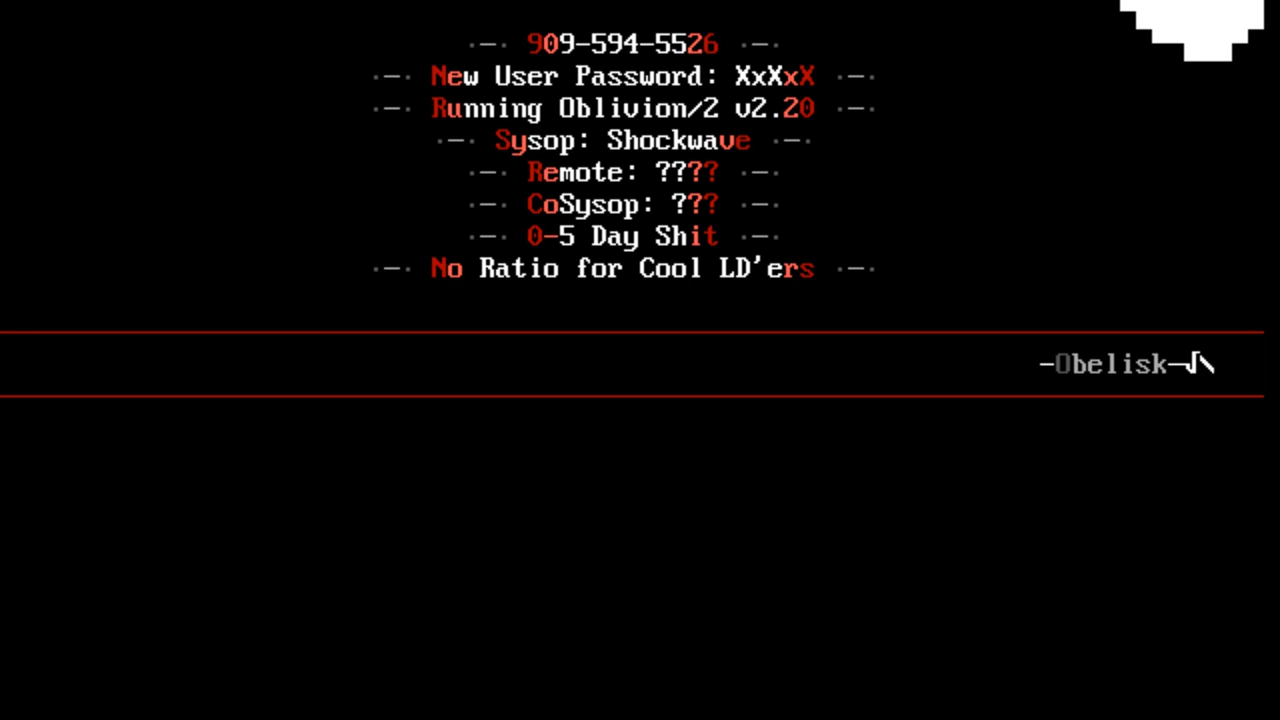 ·─· 909-594-5526 ·─·
·─· New User Password: XxXxX ·─·
·─· Running Oblivion/2 v2.20 ·─·
·─· Sysop: Shockwave ·─·
·─· Remote: ???? ·─·
·─· CoSysop: ??? ·─·
·─· 0-5 Day Shit ·─·
·─· No Ratio for Cool LD'ers ·─·
-Obelisk¬⌠\